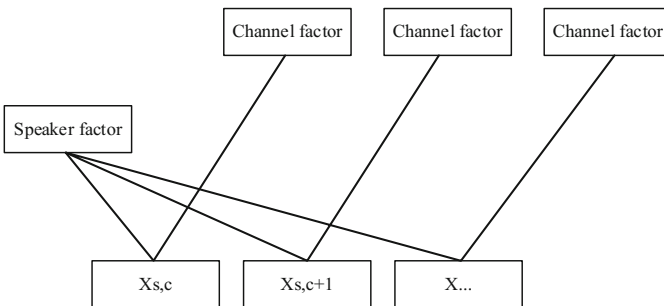 Channel factor
Channel factor
Channel factor
Speaker factor
Xs,c
Xs,c+1
X...